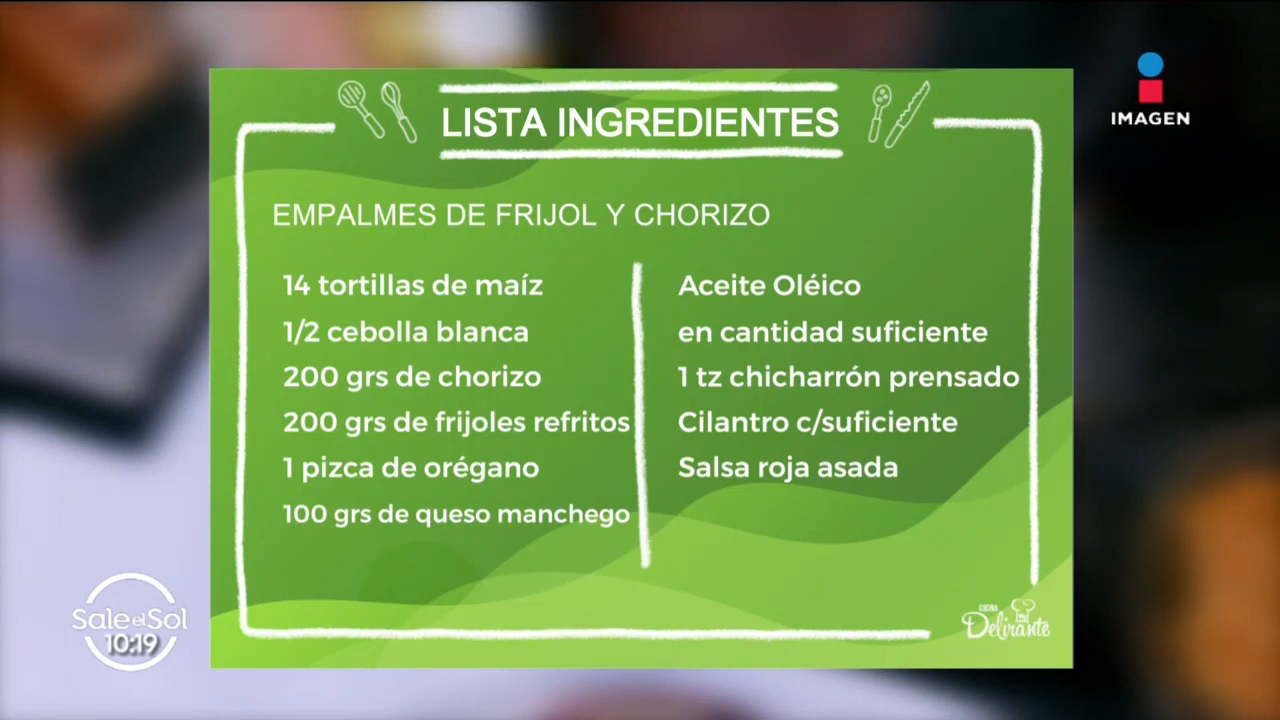 LISTA INGREDIENTES
EMPALMES DE FRIJOL Y CHORIZO
14 tortillas de maíz
1/2 cebolla blanca
200 grs de chorizo
200 grs de frijoles refritos
1 pizca de orégano
100 grs de queso manchego
Aceite Oléico
en cantidad suficiente
1 tz chicharrón prensado
Cilantro c/suficiente
Salsa roja asada
IMAGEN
Sale el Sol
10:19
COCINA
Delirante